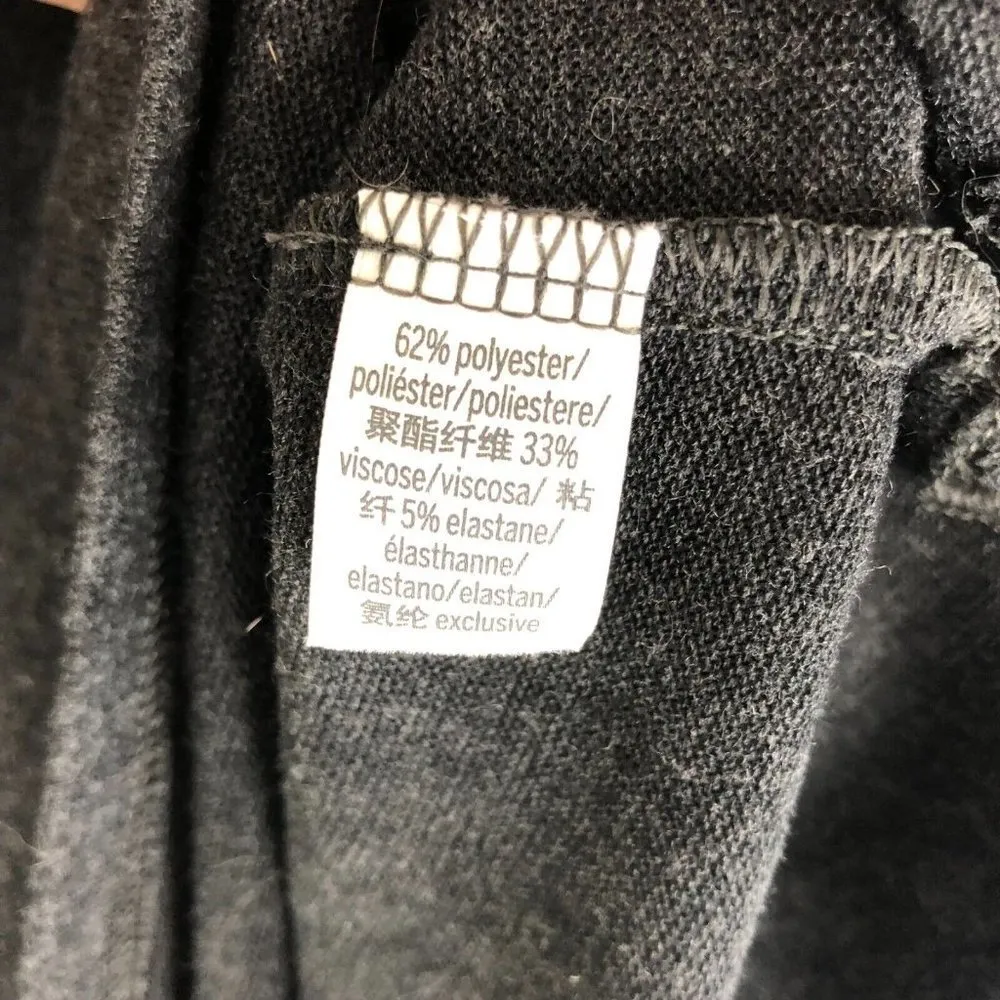 62% polyester/
poliéster/poliestere/
聚酯纤维 33%
viscose/viscosa/ 粘
纤 5% elastane/
élasthanne/
elastano/elastan/
氨纶 exclusive